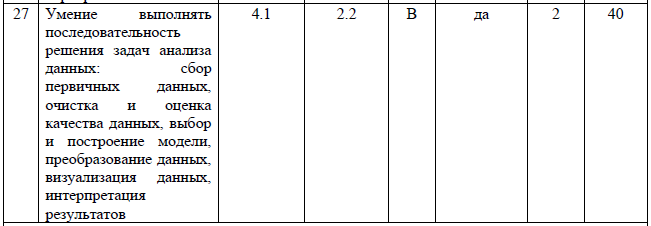 27 Умение выполнять 4.1 2.2 В да 2 40
последовательность
решения задач анализа
данных: сбор
первичных данных,
очистка и оценка
качества данных, выбор
и построение модели,
преобразование данных,
визуализация данных,
интерпретация
результатов